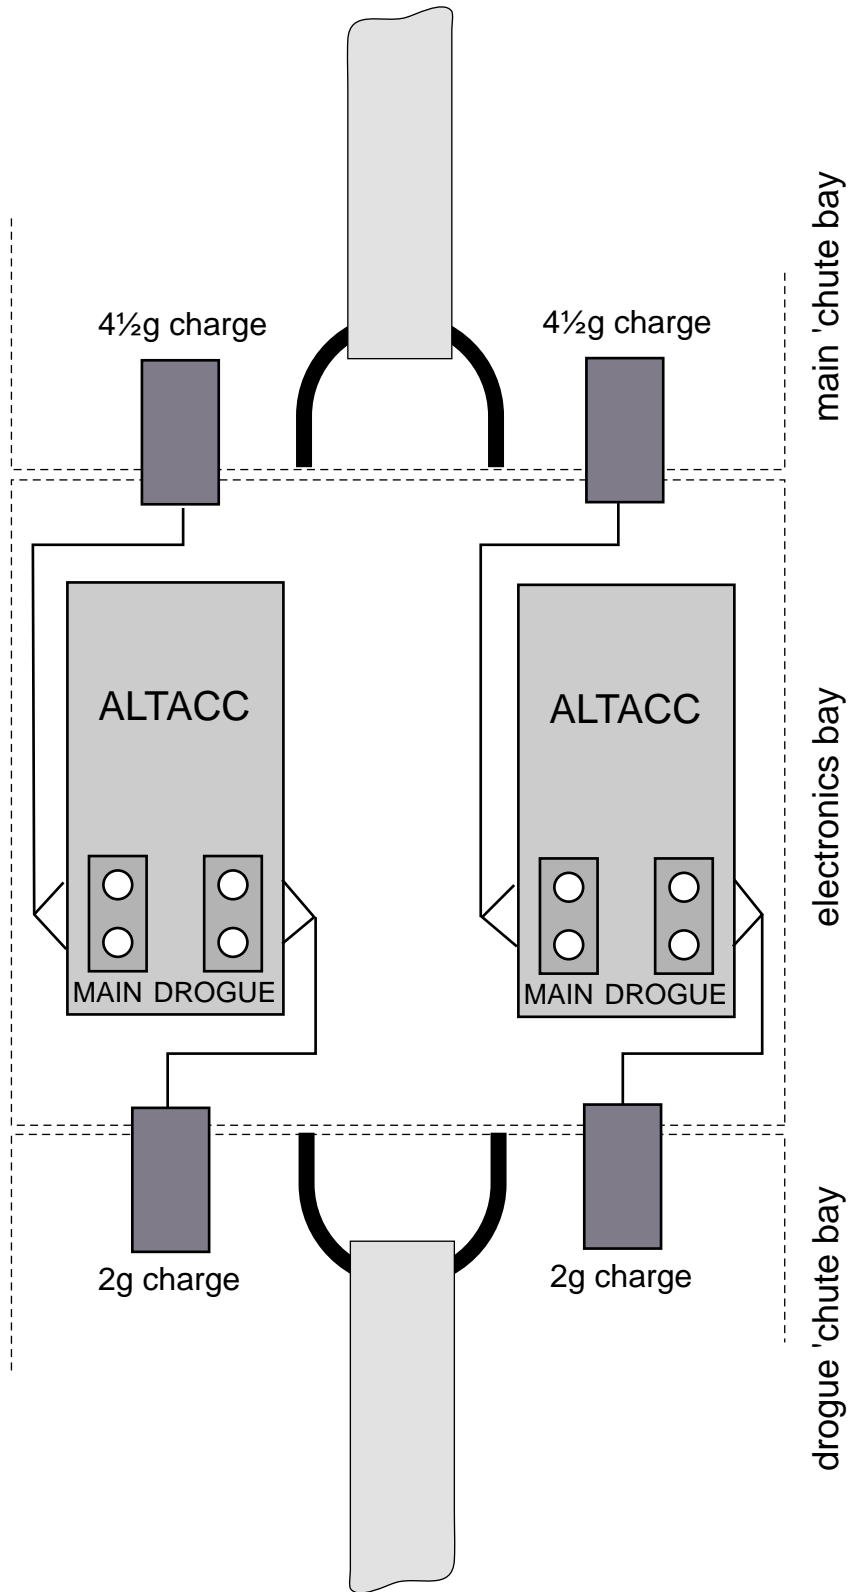 main 'chute bay
4½g charge
4½g charge
ALTACC
ALTACC
electronics bay
MAIN DROGUE
MAIN DROGUE
2g charge
2g charge
drogue 'chute bay